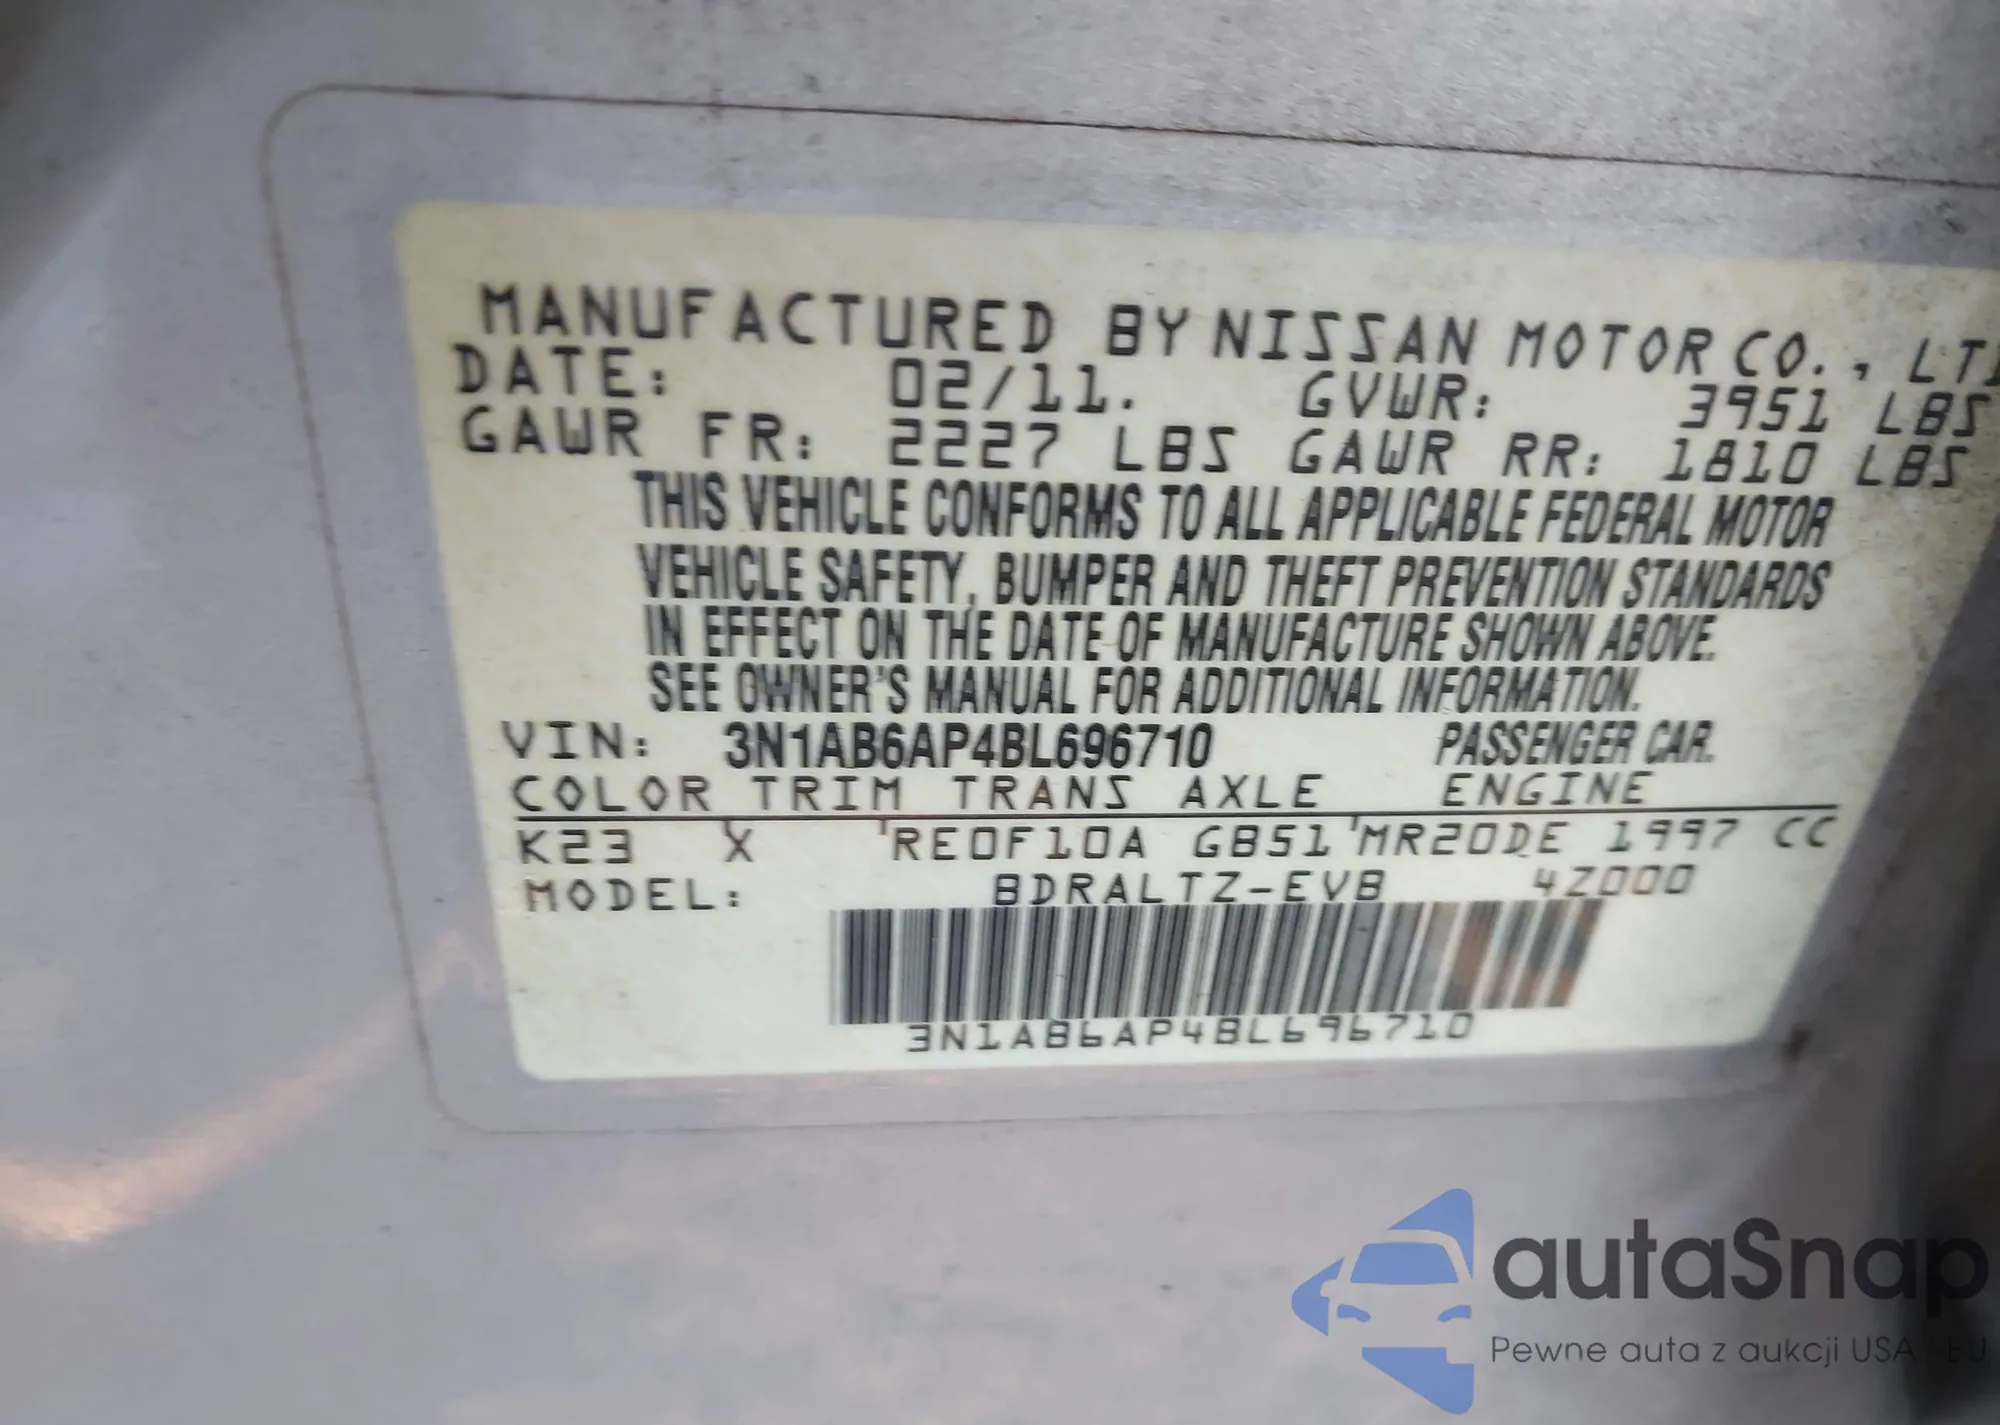 MANUFACTURED BY NISSAN MOTOR CO., LT
DATE: 02/11. GVWR: 3951 LBS
GAWR FR: 2227 LBS GAWR RR: 1810 LBS
THIS VEHICLE CONFORMS TO ALL APPLICABLE FEDERAL MOTOR
VEHICLE SAFETY, BUMPER AND THEFT PREVENTION STANDARDS
IN EFFECT ON THE DATE OF MANUFACTURE SHOWN ABOVE.
SEE OWNER'S MANUAL FOR ADDITIONAL INFORMATION.
VIN: 3N1AB6AP4BL696710 PASSENGER CAR.
COLOR TRIM TRANS AXLE ENGINE
K23 X RE0F10A GB51 MR20DE 1997 CC
MODEL: BDRALTZ-EVB 4Z000
3N1AB6AP4BL696710
autaSnap
Pewne auta z aukcji USA